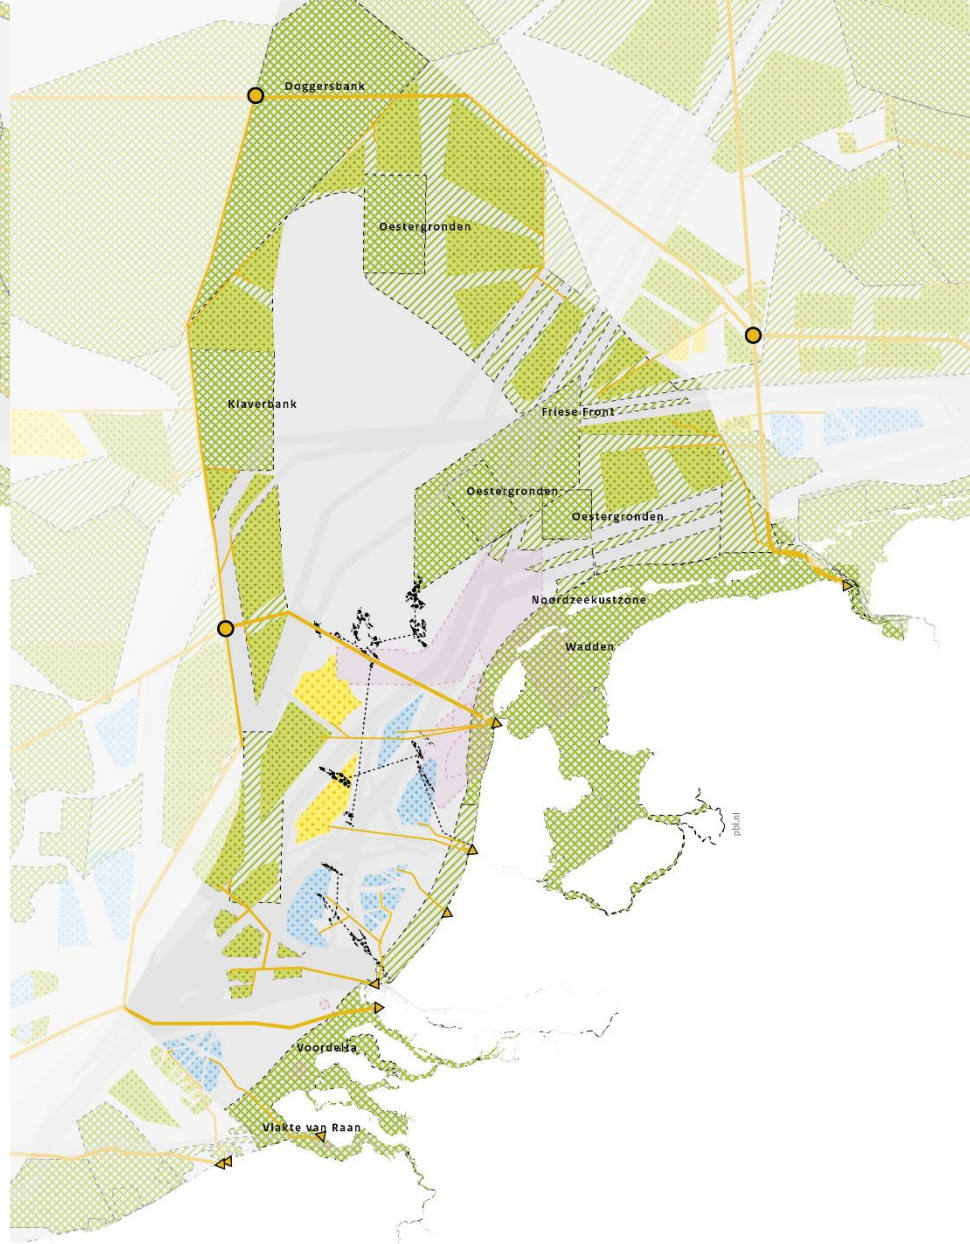 Doggersbank
Oestergronden
Klaverbank
Friese Front
Oestergronden
Oestergronden
Noordzeekustzone
Wadden
pbl.nl
Voordelta
Vlakte van Raan